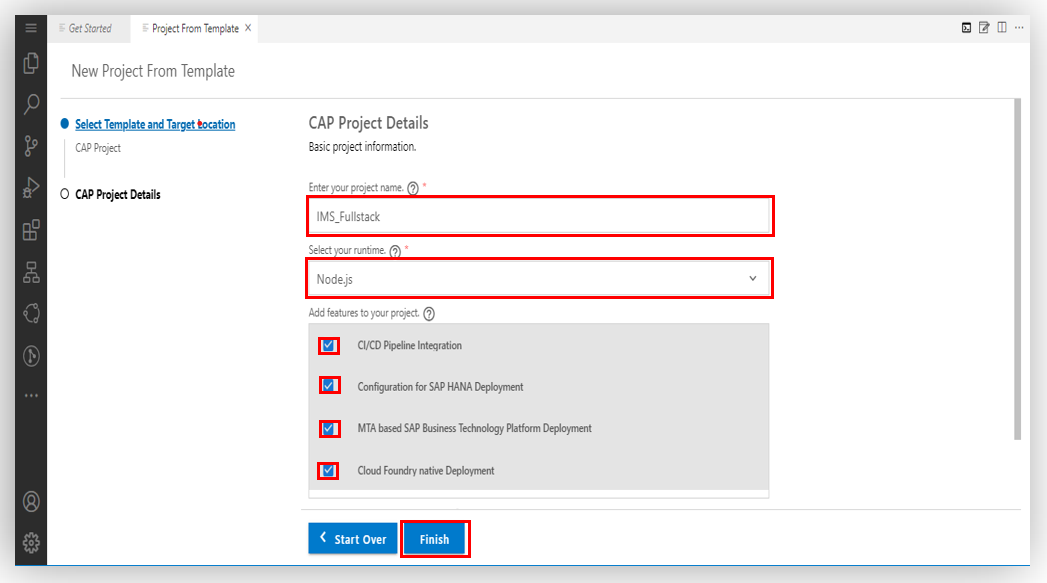 Get Started
Project From Template
New Project From Template
Select Template and Target Location
CAP Project
CAP Project Details
CAP Project Details
Basic project information.
Enter your project name. ? *
IMS_Fullstack
Select your runtime. ? *
Node.js
Add features to your project. ?
CI/CD Pipeline Integration
Configuration for SAP HANA Deployment
MTA based SAP Business Technology Platform Deployment
Cloud Foundry native Deployment
Start Over
Finish